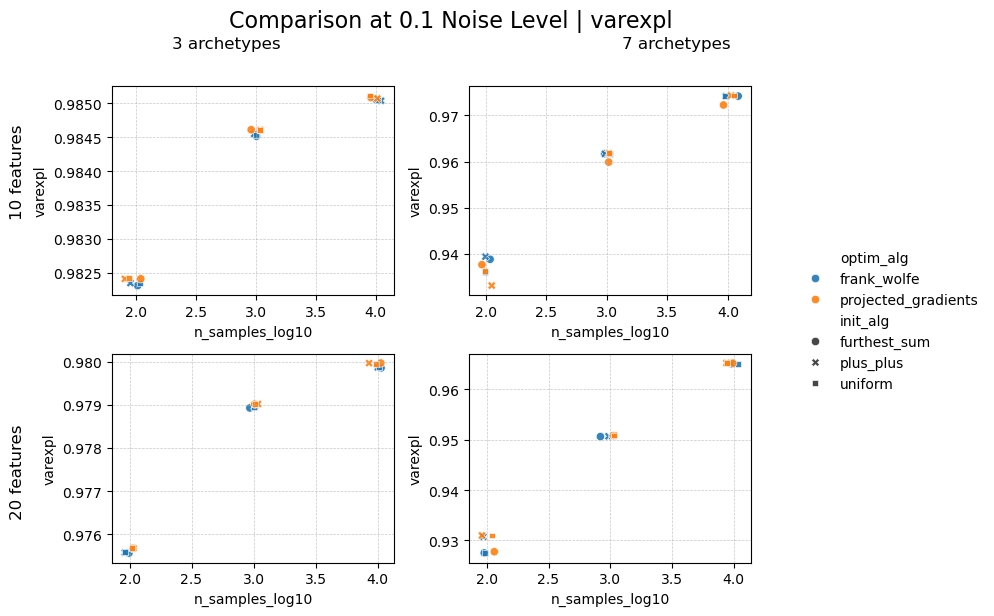 Comparison at 0.1 Noise Level | varexpl
3 archetypes
7 archetypes
10 features
varexpl
0.9850
0.9845
0.9840
0.9835
0.9830
0.9825
2.0 2.5 3.0 3.5 4.0
n_samples_log10
varexpl
0.97
0.96
0.95
0.94
2.0 2.5 3.0 3.5 4.0
n_samples_log10
20 features
varexpl
0.980
0.979
0.978
0.977
0.976
2.0 2.5 3.0 3.5 4.0
n_samples_log10
varexpl
0.96
0.95
0.94
0.93
2.0 2.5 3.0 3.5 4.0
n_samples_log10
optim_alg
frank_wolfe
projected_gradients
init_alg
furthest_sum
plus_plus
uniform